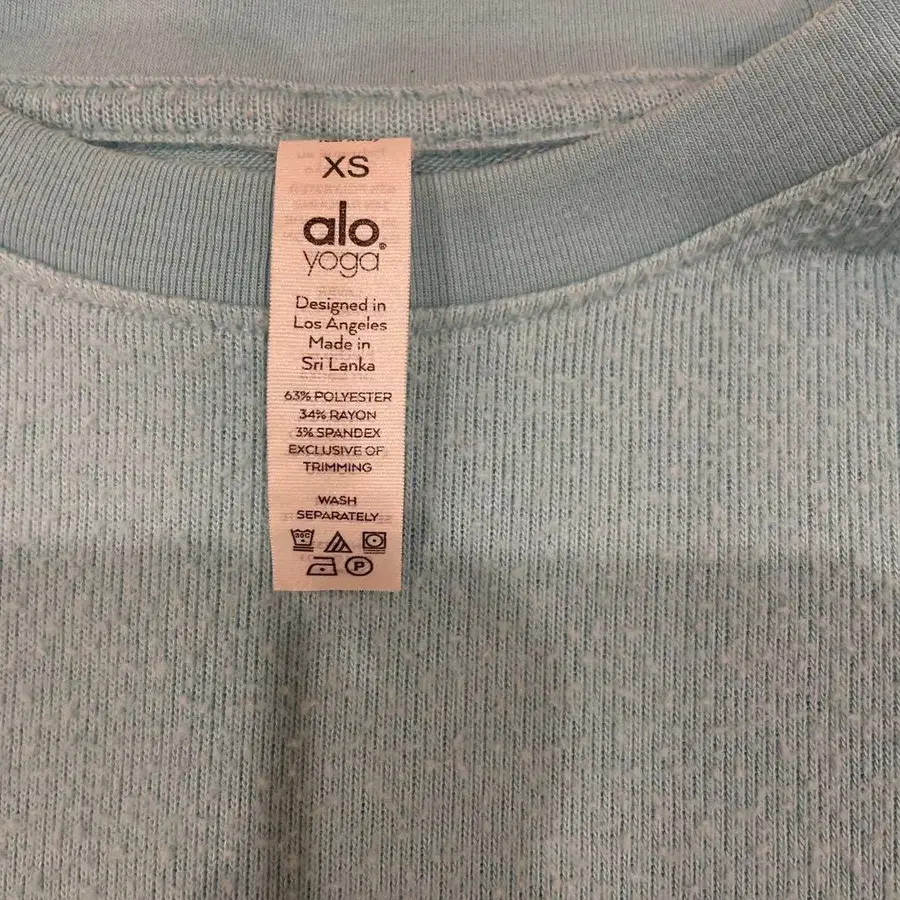 XS
alo®
yoga
Designed in
Los Angeles
Made in
Sri Lanka
63% POLYESTER
34% RAYON
3% SPANDEX
EXCLUSIVE OF
TRIMMING
WASH
SEPARATELY
30C
P